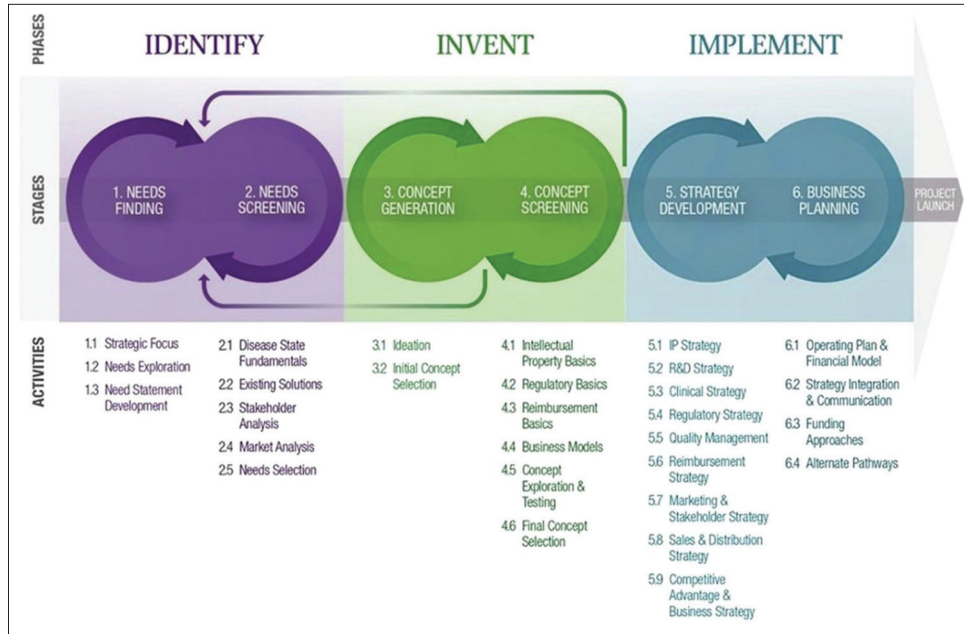 PHASES
IDENTIFY
INVENT
IMPLEMENT
STAGES
1. NEEDS
FINDING
2. NEEDS
SCREENING
3. CONCEPT
GENERATION
4. CONCEPT
SCREENING
5. STRATEGY
DEVELOPMENT
6. BUSINESS
PLANNING
PROJECT
LAUNCH
ACTIVITIES
1.1 Strategic Focus
1.2 Needs Exploration
1.3 Need Statement
Development
2.1 Disease State
Fundamentals
2.2 Existing Solutions
2.3 Stakeholder
Analysis
2.4 Market Analysis
2.5 Needs Selection
3.1 Ideation
3.2 Initial Concept
Selection
4.1 Intellectual
Property Basics
4.2 Regulatory Basics
4.3 Reimbursement
Basics
4.4 Business Models
4.5 Concept
Exploration &
Testing
4.6 Final Concept
Selection
5.1 IP Strategy
5.2 R&D Strategy
5.3 Clinical Strategy
5.4 Regulatory Strategy
5.5 Quality Management
5.6 Reimbursement
Strategy
5.7 Marketing &
Stakeholder Strategy
5.8 Sales & Distribution
Strategy
5.9 Competitive
Advantage &
Business Strategy
6.1 Operating Plan &
Financial Model
6.2 Strategy Integration
& Communication
6.3 Funding
Approaches
6.4 Alternate Pathways